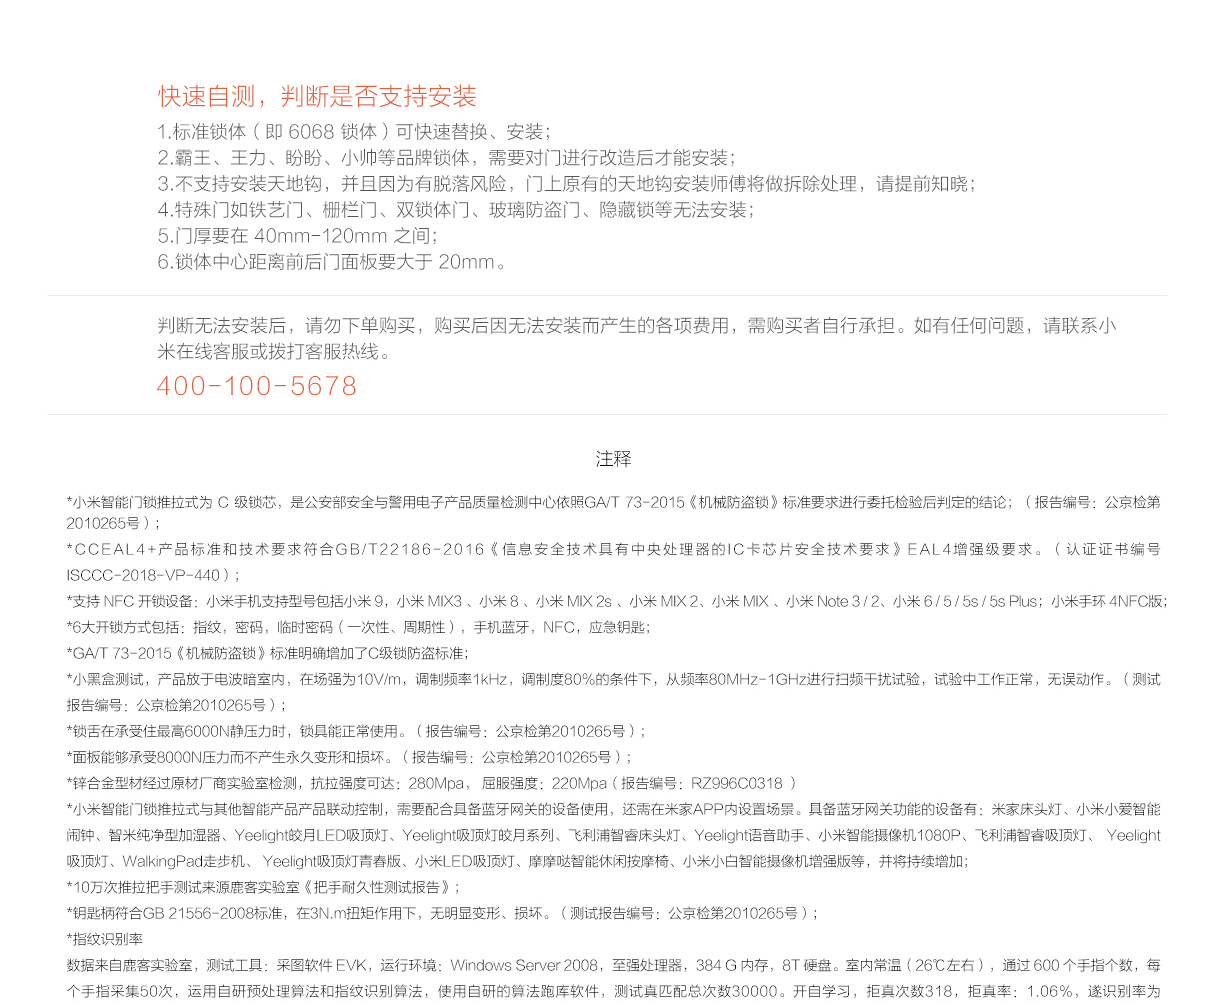 快速自测，判断是否支持安装
1.标准锁体（即 6068 锁体）可快速替换、安装；
2.霸王、王力、盼盼、小帅等品牌锁体，需要对门进行改造后才能安装；
3.不支持安装天地钩，并且因为有脱落风险，门上原有的天地钩安装师傅将做拆除处理，请提前知晓；
4.特殊门如铁艺门、栅栏门、双锁体门、玻璃防盗门、隐藏锁等无法安装；
5.门厚要在 40mm-120mm 之间；
6.锁体中心距离前后门面板要大于 20mm。
判断无法安装后，请勿下单购买，购买后因无法安装而产生的各项费用，需购买者自行承担。如有任何问题，请联系小
米在线客服或拨打客服热线。
400-100-5678
注释
*小米智能门锁推拉式为 C 级锁芯，是公安部安全与警用电子产品质量检测中心依照GA/T 73-2015《机械防盗锁》标准要求进行委托检验后判定的结论；（报告编号：公京检第
2010265号）；
*CCEAL4+产品标准和技术要求符合GB/T22186-2016《信息安全技术具有中央处理器的IC卡芯片安全技术要求》EAL4增强级要求。（认证证书编号
ISCCC-2018-VP-440）；
*支持 NFC 开锁设备：小米手机支持型号包括小米 9，小米 MIX3 、小米 8 、小米 MIX 2s 、小米 MIX 2、小米 MIX 、小米 Note 3 / 2、小米 6 / 5 / 5s / 5s Plus；小米手环 4NFC版；
*6大开锁方式包括：指纹，密码，临时密码（一次性、周期性），手机蓝牙，NFC，应急钥匙；
*GA/T 73-2015《机械防盗锁》标准明确增加了C级锁防盗标准；
*小黑盒测试，产品放于电波暗室内，在场强为10V/m，调制频率1kHz，调制度80%的条件下，从频率80MHz-1GHz进行扫频干扰试验，试验中工作正常，无误动作。（测试
报告编号：公京检第2010265号）；
*锁舌在承受住最高6000N静压力时，锁具能正常使用。（报告编号：公京检第2010265号）；
*面板能够承受8000N压力而不产生永久变形和损坏。（报告编号：公京检第2010265号）；
*锌合金型材经过原材厂商实验室检测，抗拉强度可达：280Mpa， 屈服强度：220Mpa（报告编号：RZ996C0318 ）
*小米智能门锁推拉式与其他智能产品产品联动控制，需要配合具备蓝牙网关的设备使用，还需在米家APP内设置场景。具备蓝牙网关功能的设备有：米家床头灯、小米小爱智能
闹钟、智米纯净型加湿器、Yeelight皎月LED吸顶灯、Yeelight吸顶灯皎月系列、飞利浦智睿床头灯、Yeelight语音助手、小米智能摄像机1080P、飞利浦智睿吸顶灯、 Yeelight
吸顶灯、WalkingPad走步机、 Yeelight吸顶灯青春版、小米LED吸顶灯、摩摩哒智能休闲按摩椅、小米小白智能摄像机增强版等，并将持续增加；
*10万次推拉把手测试来源鹿客实验室《把手耐久性测试报告》；
*钥匙柄符合GB 21556-2008标准，在3N.m扭矩作用下，无明显变形、损坏。（测试报告编号：公京检第2010265号）；
*指纹识别率
数据来自鹿客实验室，测试工具：采图软件 EVK，运行环境：Windows Server 2008，至强处理器，384 G 内存，8T 硬盘。室内常温（26℃左右），通过 600 个手指个数，每
个手指采集50次，运用自研预处理算法和指纹识别算法，使用自研的算法跑库软件，测试真匹配总次数30000。开自学习，拒真次数318，拒真率：1.06%，遂识别率为